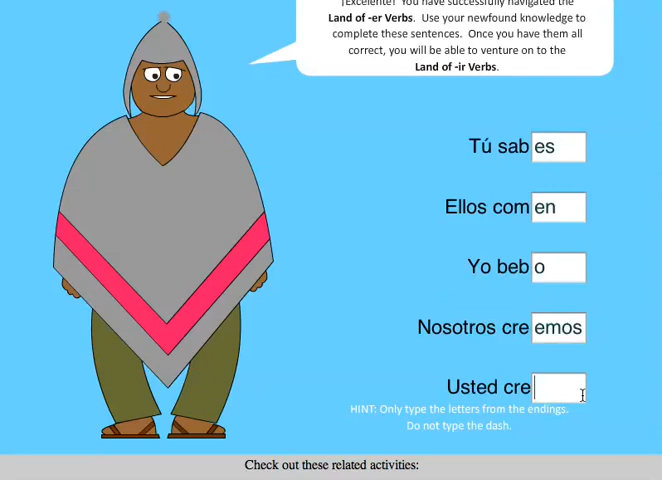 ¡Excelente! You have successfully navigated the
Land of -er Verbs. Use your newfound knowledge to
complete these sentences. Once you have them all
correct, you will be able to venture on to the
Land of -ir Verbs.
Tú sab es
Ellos com en
Yo beb o
Nosotros cre emos
Usted cre
HINT: Only type the letters from the endings.
Do not type the dash.
Check out these related activities: